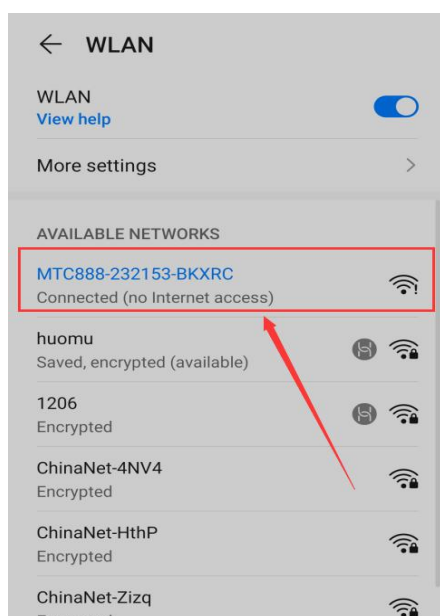 WLAN
WLAN
View help
More settings
AVAILABLE NETWORKS
MTC888-232153-BKXRC
Connected (no Internet access)
huomu
Saved, encrypted (available)
1206
Encrypted
ChinaNet-4NV4
Encrypted
ChinaNet-HthP
Encrypted
ChinaNet-Zizq